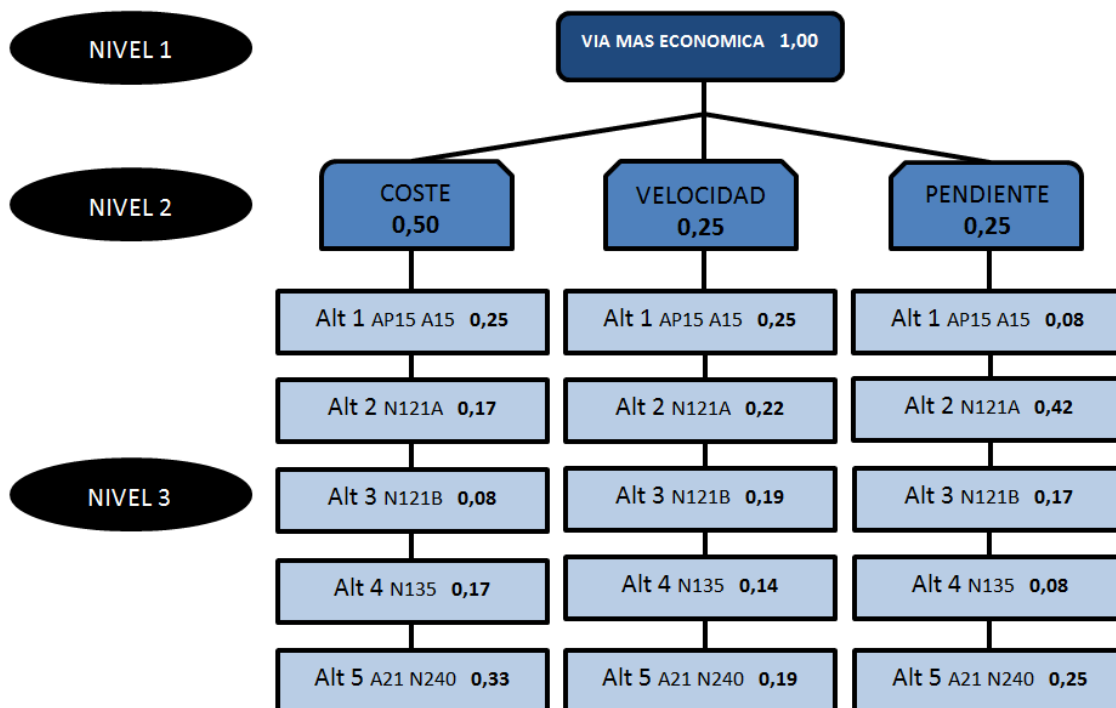 NIVEL 1
VIA MAS ECONOMICA 1,00
NIVEL 2
COSTE
0,50
VELOCIDAD
0,25
PENDIENTE
0,25
NIVEL 3
Alt 1 AP15 A15 0,25
Alt 1 AP15 A15 0,25
Alt 1 AP15 A15 0,08
Alt 2 N121A 0,17
Alt 2 N121A 0,22
Alt 2 N121A 0,42
Alt 3 N121B 0,08
Alt 3 N121B 0,19
Alt 3 N121B 0,17
Alt 4 N135 0,17
Alt 4 N135 0,14
Alt 4 N135 0,08
Alt 5 A21 N240 0,33
Alt 5 A21 N240 0,19
Alt 5 A21 N240 0,25